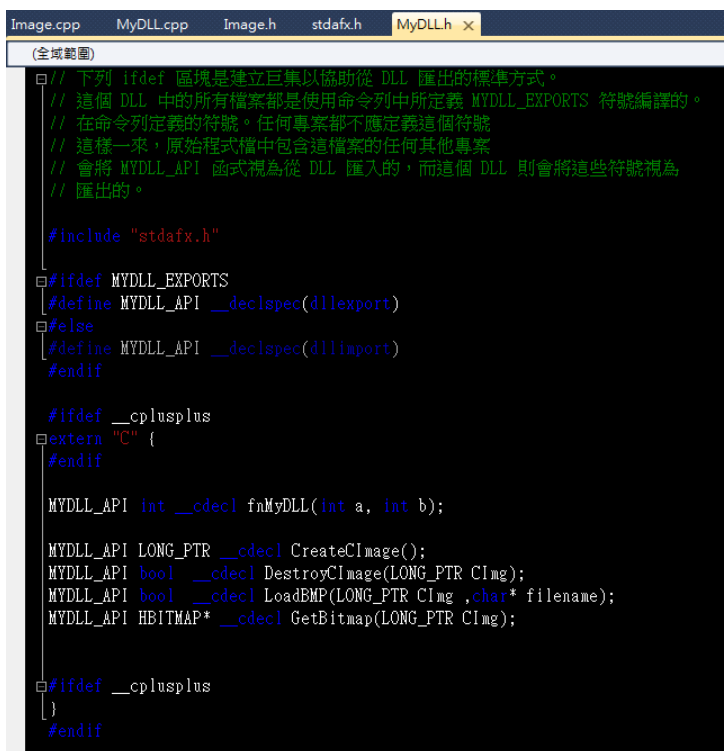 Image.cpp MyDLL.cpp Image.h stdafx.h MyDLL.h
(全域範圍)
// 下列 ifdef 區塊是建立巨集以協助從 DLL 匯出的標準方式。
// 這個 DLL 中的所有檔案都是使用命令列中所定義 MYDLL_EXPORTS 符號編譯的。
// 在命令列定義的符號。任何專案都不應定義這個符號
// 這樣一來，原始程式檔中包含這檔案的任何其他專案
// 會將 MYDLL_API 函式視為從 DLL 匯入的，而這個 DLL 則會將這些符號視為
// 匯出的。
#include "stdafx.h"
#ifdef MYDLL_EXPORTS
#define MYDLL_API __declspec(dllexport)
#else
#define MYDLL_API __declspec(dllimport)
#endif
#ifdef __cplusplus
extern "C" {
#endif
MYDLL_API int __cdecl fnMyDLL(int a, int b);
MYDLL_API LONG_PTR __cdecl CreateCImage();
MYDLL_API bool __cdecl DestroyCImage(LONG_PTR CImg);
MYDLL_API bool __cdecl LoadBMP(LONG_PTR CImg ,char* filename);
MYDLL_API HBITMAP* __cdecl GetBitmap(LONG_PTR CImg);
#ifdef __cplusplus
}
#endif